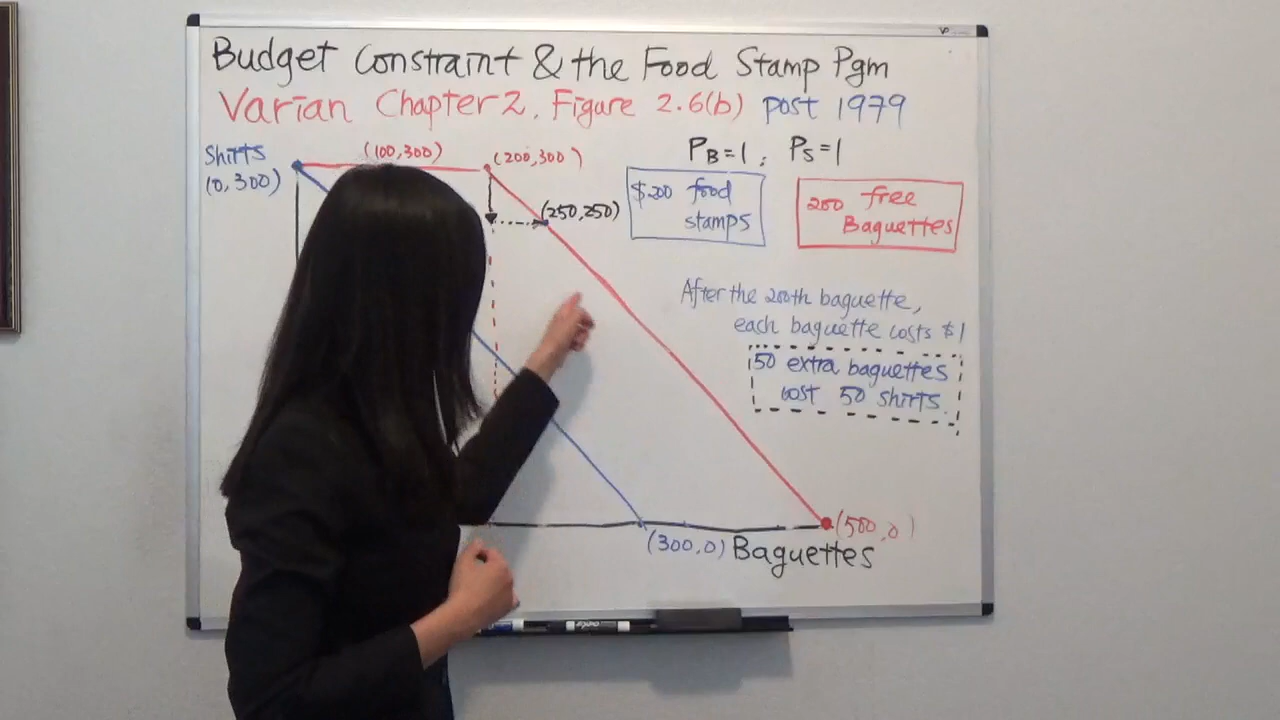 Budget Constraint & the Food Stamp Pgm
Varian Chapter 2, Figure 2.6(b) post 1979
Shirts
(0, 300)
(100,300)
(200,300)
PB=1; PS=1
$200 food
stamps
200 free
Baguettes
(250,250)
After the 200th baguette,
each baguette costs $1
50 extra baguettes
cost 50 shirts.
(500,0)
(300,0)
Baguettes